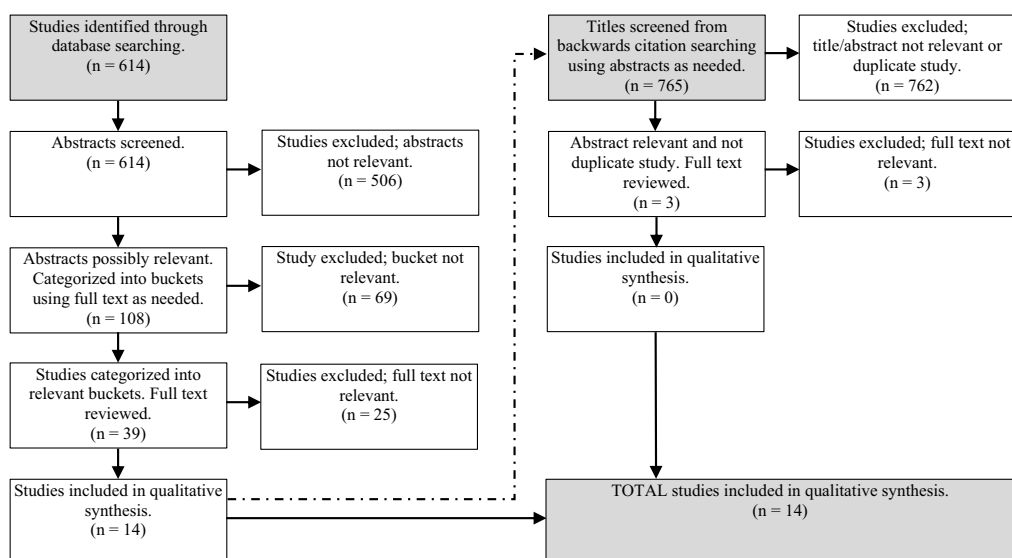 Studies identified through
database searching.
(n = 614)
Abstracts screened.
(n = 614)
Studies excluded; abstracts
not relevant.
(n = 506)
Abstracts possibly relevant.
Categorized into buckets
using full text as needed.
(n = 108)
Study excluded; bucket not
relevant.
(n = 69)
Studies categorized into
relevant buckets. Full text
reviewed.
(n = 39)
Studies excluded; full text not
relevant.
(n = 25)
Studies included in qualitative
synthesis.
(n = 14)
Titles screened from
backwards citation searching
using abstracts as needed.
(n = 765)
Studies excluded;
title/abstract not relevant or
duplicate study.
(n = 762)
Abstract relevant and not
duplicate study. Full text
reviewed.
(n = 3)
Studies excluded; full text not
relevant.
(n = 3)
Studies included in qualitative
synthesis.
(n = 0)
TOTAL studies included in qualitative synthesis.
(n = 14)